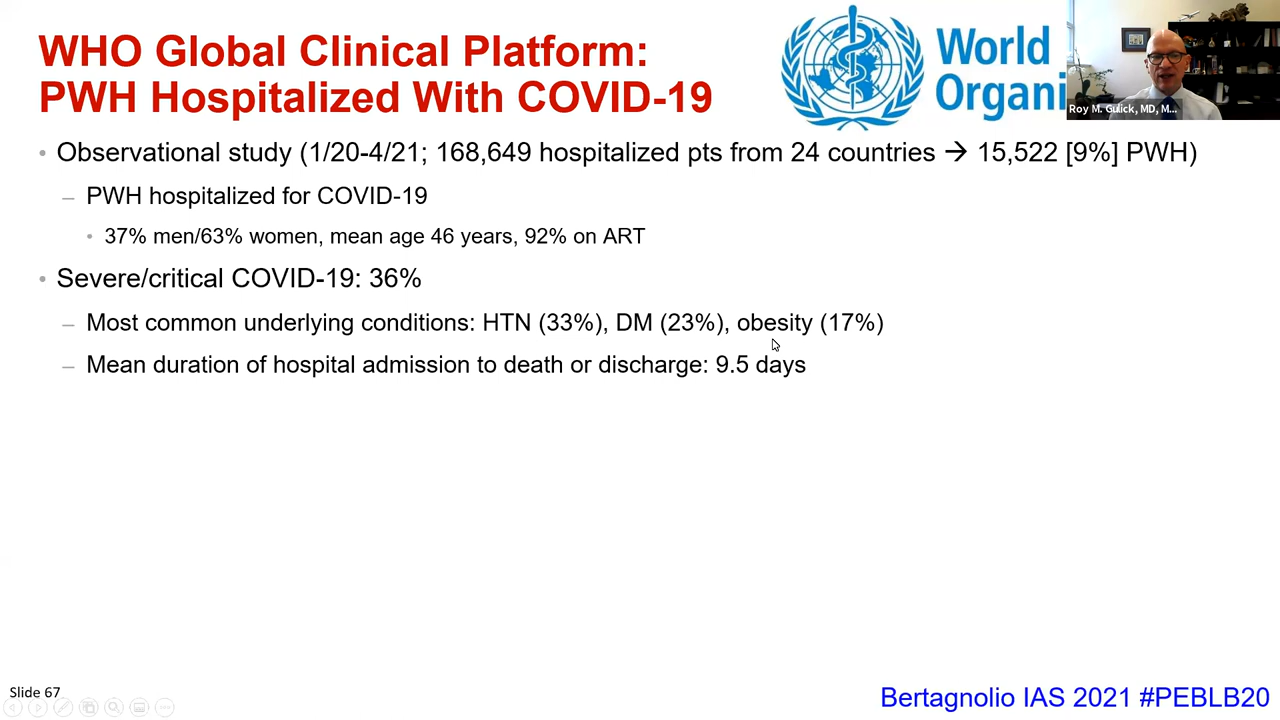 WHO Global Clinical Platform:
PWH Hospitalized With COVID-19
World
Organi
Roy M. Gulick, MD, M...
• Observational study (1/20-4/21; 168,649 hospitalized pts from 24 countries → 15,522 [9%] PWH)
– PWH hospitalized for COVID-19
• 37% men/63% women, mean age 46 years, 92% on ART
• Severe/critical COVID-19: 36%
– Most common underlying conditions: HTN (33%), DM (23%), obesity (17%)
– Mean duration of hospital admission to death or discharge: 9.5 days
Slide 67
Bertagnolio IAS 2021 #PEBLB20